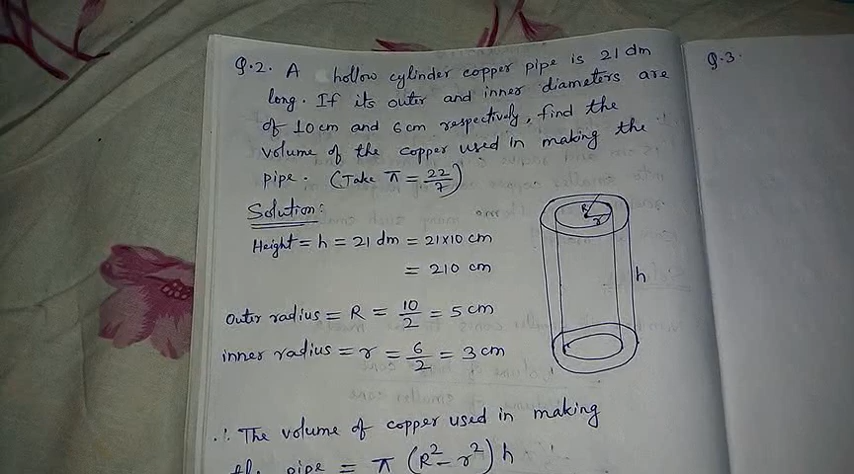 Q.2. A hollow cylinder copper pipe is 21 dm
long. If its outer and inner diameters are
of 10 cm and 6 cm respectively, find the
volume of the copper used in making the
pipe. (Take π = 22/7)
Solution:
Height = h = 21 dm = 21×10 cm
= 210 cm
Outer radius = R = 10/2 = 5 cm
inner radius = r = 6/2 = 3 cm
∴ The volume of copper used in making
the pipe = π (R² - r²) h
R
r
h
Q.3.